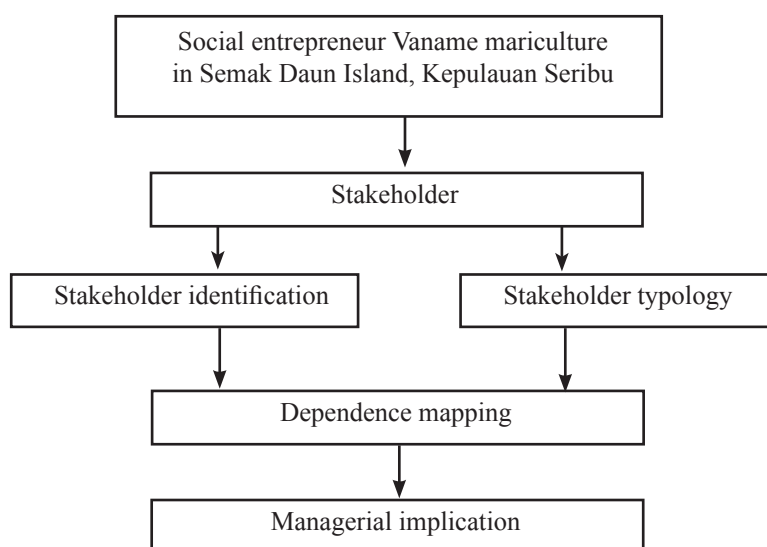 Social entrepreneur Vaname mariculture
in Semak Daun Island, Kepulauan Seribu
Stakeholder
Stakeholder identification
Stakeholder typology
Dependence mapping
Managerial implication